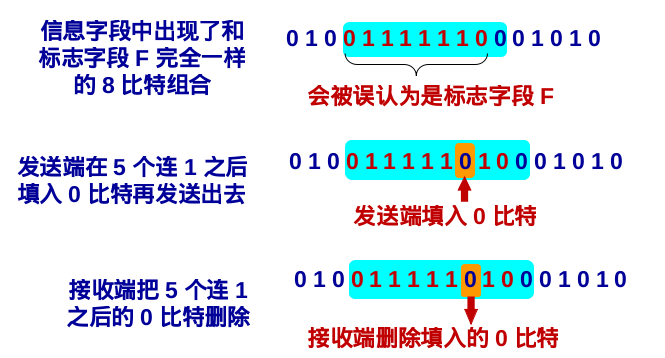 信息字段中出现了和
标志字段 F 完全一样
的 8 比特组合
0 1 0 0 1 1 1 1 1 1 0 0 0 1 0 1 0
会被误认为是标志字段 F
发送端在 5 个连 1 之后
填入 0 比特再发送出去
0 1 0 0 1 1 1 1 1 0 1 0 0 0 1 0 1 0
发送端填入 0 比特
接收端把 5 个连 1
之后的 0 比特删除
0 1 0 0 1 1 1 1 1 0 1 0 0 0 1 0 1 0
接收端删除填入的 0 比特